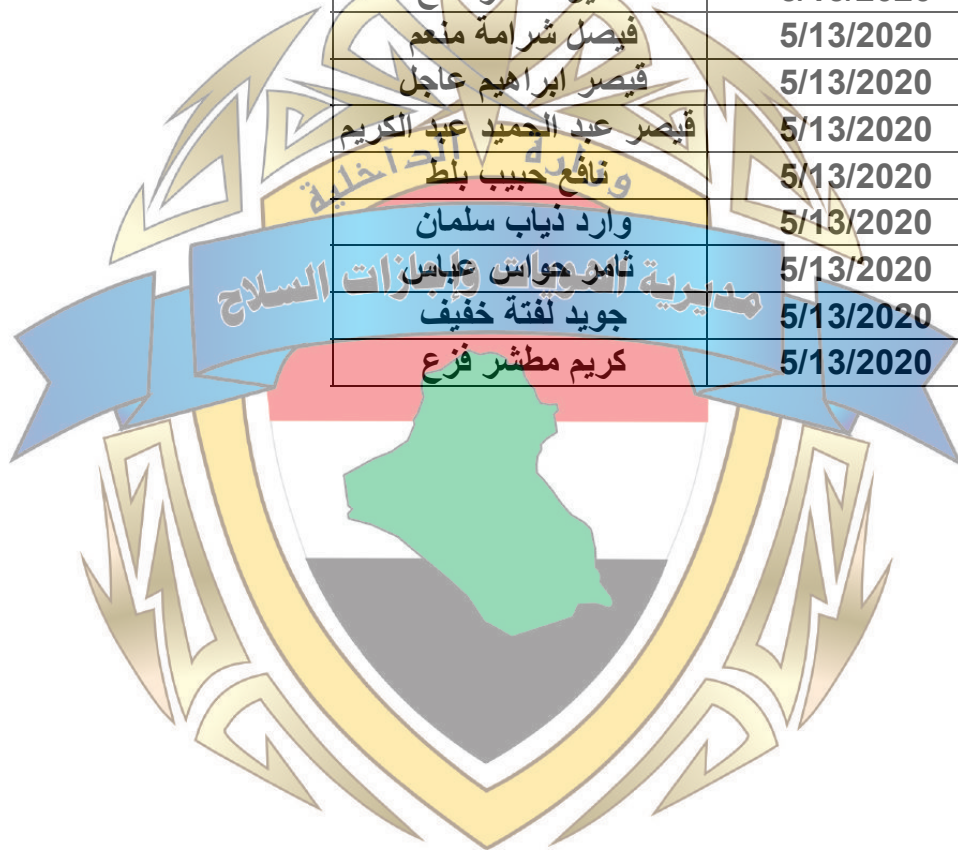 5/13/2020 فيصل شرامة منعم
5/13/2020 قيصر ابراهيم عاجل
5/13/2020 قيصر عبد الحميد عبد الكريم
5/13/2020 نافع حبيب بلط
5/13/2020 وارد ذياب سلمان
5/13/2020 ثامر حواس عباس
5/13/2020 جويد لفتة خفيف
5/13/2020 كريم مطشر فزع
وزارة الداخلية
مديرية الهويات وإجازات السلاح